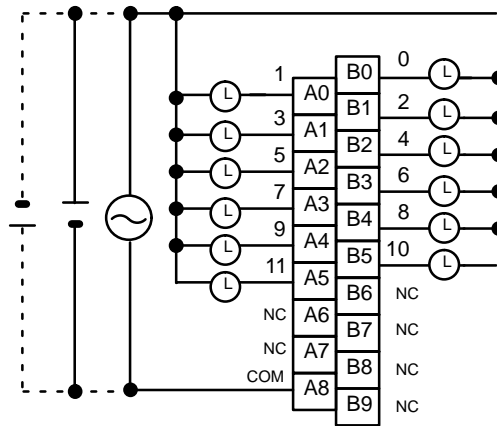 0
1 B0 L
L A0 2
3 B1 L
L A1 4
5 B2 L
L A2 6
7 B3 L
L A3 8
9 B4 L
L A4 10
11 B5 L
L A5
B6 NC
NC A6
B7 NC
NC A7
B8 NC
COM A8
B9 NC